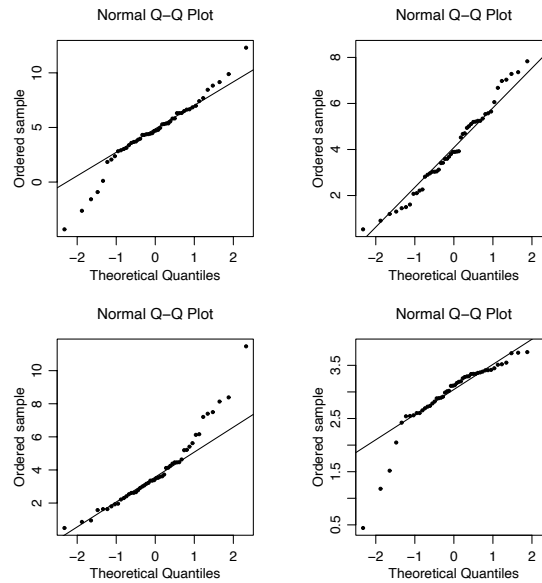 Normal Q−Q Plot
Ordered sample
10
5
0
−2 −1 0 1 2
Theoretical Quantiles
Normal Q−Q Plot
Ordered sample
8
6
4
2
−2 −1 0 1 2
Theoretical Quantiles
Normal Q−Q Plot
Ordered sample
10
8
6
4
2
−2 −1 0 1 2
Theoretical Quantiles
Normal Q−Q Plot
Ordered sample
3.5
2.5
1.5
0.5
−2 −1 0 1 2
Theoretical Quantiles